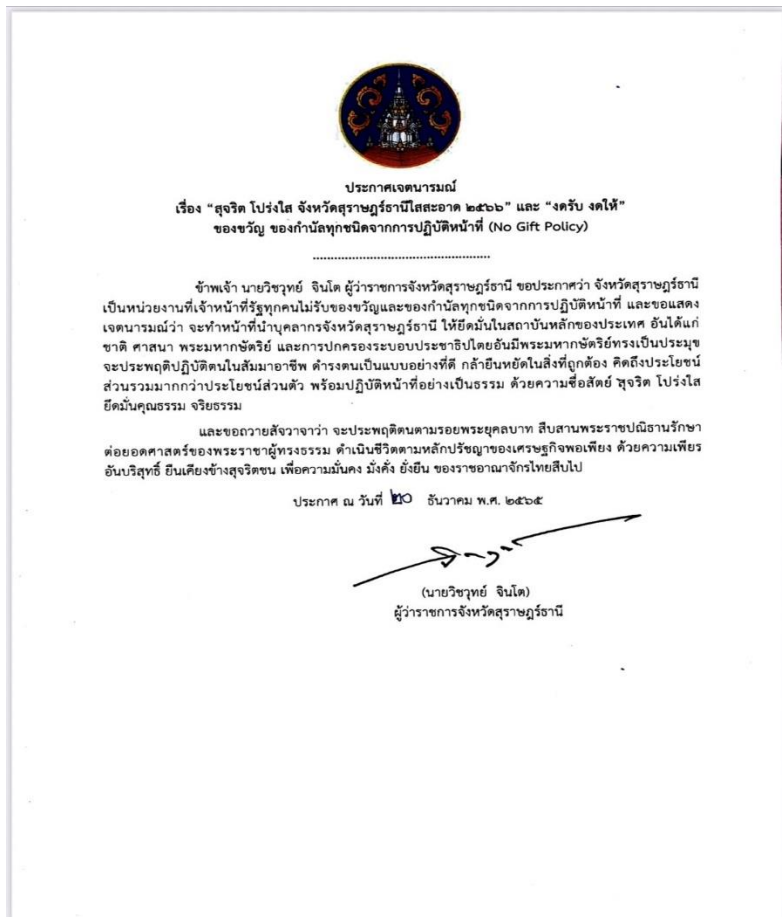 ประกาศเจตนารมณ์
เรื่อง “สุจริต โปร่งใส จังหวัดสุราษฎร์ธานีใสสะอาด ๒๕๖๖” และ “งดรับ งดให้”
ของขวัญ ของกำนัลทุกชนิดจากการปฏิบัติหน้าที่ (No Gift Policy)
ข้าพเจ้า นายวิชวุทย์ จินโต ผู้ว่าราชการจังหวัดสุราษฎร์ธานี ขอประกาศว่า จังหวัดสุราษฎร์ธานี
เป็นหน่วยงานที่เจ้าหน้าที่รัฐทุกคนไม่รับของขวัญและของกำนัลทุกชนิดจากการปฏิบัติหน้าที่ และขอแสดง
เจตนารมณ์ว่า จะทำหน้าที่นำบุคลากรจังหวัดสุราษฎร์ธานี ให้ยึดมั่นในสถาบันหลักของประเทศ อันได้แก่
ชาติ ศาสนา พระมหากษัตริย์ และการปกครองระบอบประชาธิปไตยอันมีพระมหากษัตริย์ทรงเป็นประมุข
จะประพฤติปฏิบัติตนในสัมมาอาชีพ ดำรงตนเป็นแบบอย่างที่ดี กล้ายืนหยัดในสิ่งที่ถูกต้อง คิดถึงประโยชน์
ส่วนรวมมากกว่าประโยชน์ส่วนตัว พร้อมปฏิบัติหน้าที่อย่างเป็นธรรม ด้วยความซื่อสัตย์ สุจริต โปร่งใส
ยึดมั่นคุณธรรม จริยธรรม
และขอถวายสัจวาจาว่า จะประพฤติตนตามรอยพระยุคลบาท สืบสานพระราชปณิธานรักษา
ต่อยอดศาสตร์ของพระราชาผู้ทรงธรรม ดำเนินชีวิตตามหลักปรัชญาของเศรษฐกิจพอเพียง ด้วยความเพียร
อันบริสุทธิ์ ยืนเคียงข้างสุจริตชน เพื่อความมั่นคง มั่งคั่ง ยั่งยืน ของราชอาณาจักรไทยสืบไป
ประกาศ ณ วันที่ ๒๐ ธันวาคม พ.ศ. ๒๕๖๕
(นายวิชวุทย์ จินโต)
ผู้ว่าราชการจังหวัดสุราษฎร์ธานี